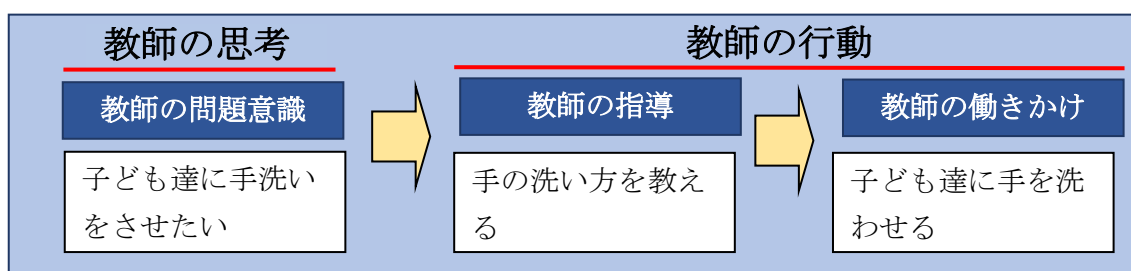 教師の思考
教師の行動
教師の問題意識
教師の指導
教師の働きかけ
子ども達に手洗い
をさせたい
手の洗い方を教え
る
子ども達に手を洗
わせる